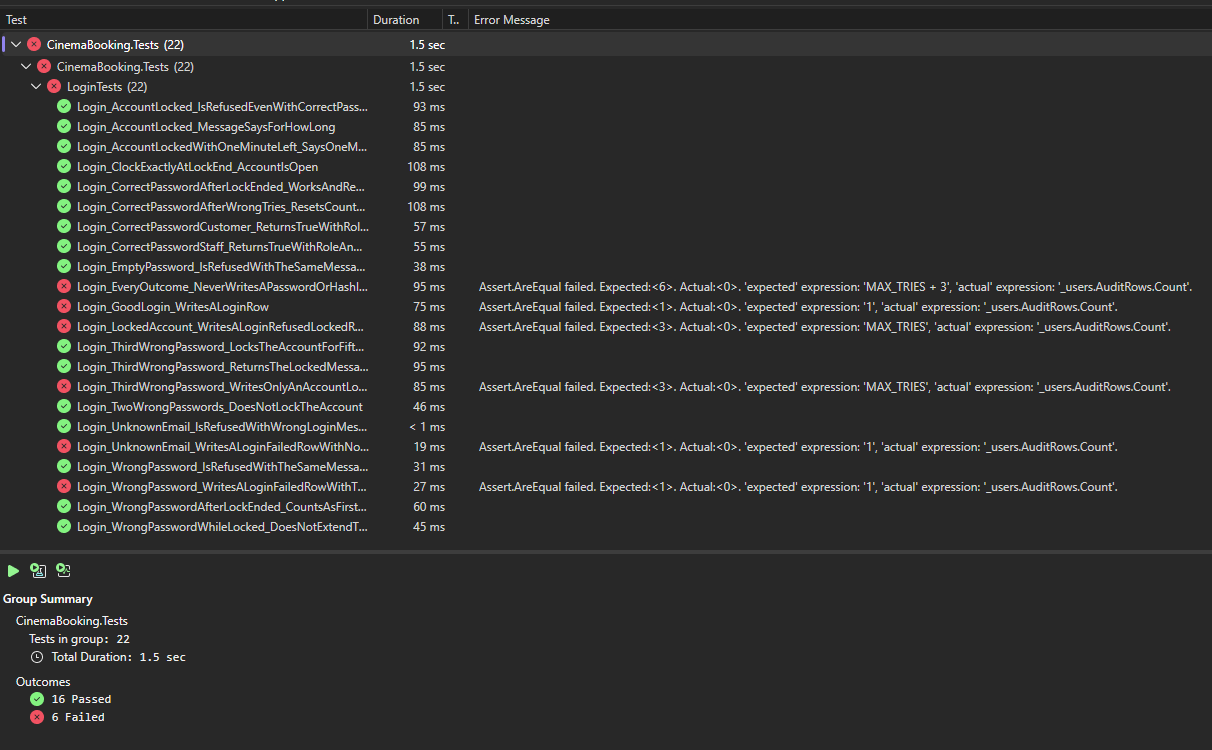 Test Duration T.. Error Message
CinemaBooking.Tests (22) 1.5 sec
CinemaBooking.Tests (22) 1.5 sec
LoginTests (22) 1.5 sec
Login_AccountLocked_IsRefusedEvenWithCorrectPass... 93 ms
Login_AccountLocked_MessageSaysForHowLong 85 ms
Login_AccountLockedWithOneMinuteLeft_SaysOneM... 85 ms
Login_ClockExactlyAtLockEnd_AccountIsOpen 108 ms
Login_CorrectPasswordAfterLockEnded_WorksAndRe... 99 ms
Login_CorrectPasswordAfterWrongTries_ResetsCount... 108 ms
Login_CorrectPasswordCustomer_ReturnsTrueWithRol... 57 ms
Login_CorrectPasswordStaff_ReturnsTrueWithRoleAn... 55 ms
Login_EmptyPassword_IsRefusedWithTheSameMessa... 38 ms
Login_EveryOutcome_NeverWritesAPasswordOrHashI... 95 ms Assert.AreEqual failed. Expected:<6>. Actual:<0>. 'expected' expression: 'MAX_TRIES + 3', 'actual' expression: '_users.AuditRows.Count'.
Login_GoodLogin_WritesALoginRow 75 ms Assert.AreEqual failed. Expected:<1>. Actual:<0>. 'expected' expression: '1', 'actual' expression: '_users.AuditRows.Count'.
Login_LockedAccount_WritesALoginRefusedLockedR... 88 ms Assert.AreEqual failed. Expected:<3>. Actual:<0>. 'expected' expression: 'MAX_TRIES', 'actual' expression: '_users.AuditRows.Count'.
Login_ThirdWrongPassword_LocksTheAccountForFift... 92 ms
Login_ThirdWrongPassword_ReturnsTheLockedMessa... 95 ms
Login_ThirdWrongPassword_WritesOnlyAnAccountLo... 85 ms Assert.AreEqual failed. Expected:<3>. Actual:<0>. 'expected' expression: 'MAX_TRIES', 'actual' expression: '_users.AuditRows.Count'.
Login_TwoWrongPasswords_DoesNotLockTheAccount 46 ms
Login_UnknownEmail_IsRefusedWithWrongLoginMes... < 1 ms
Login_UnknownEmail_WritesALoginFailedRowWithNo... 19 ms Assert.AreEqual failed. Expected:<1>. Actual:<0>. 'expected' expression: '1', 'actual' expression: '_users.AuditRows.Count'.
Login_WrongPassword_IsRefusedWithTheSameMessa... 31 ms
Login_WrongPassword_WritesALoginFailedRowWithT... 27 ms Assert.AreEqual failed. Expected:<1>. Actual:<0>. 'expected' expression: '1', 'actual' expression: '_users.AuditRows.Count'.
Login_WrongPasswordAfterLockEnded_CountsAsFirst... 60 ms
Login_WrongPasswordWhileLocked_DoesNotExtendT... 45 ms
Group Summary
CinemaBooking.Tests
Tests in group: 22
Total Duration: 1.5 sec
Outcomes
16 Passed
6 Failed